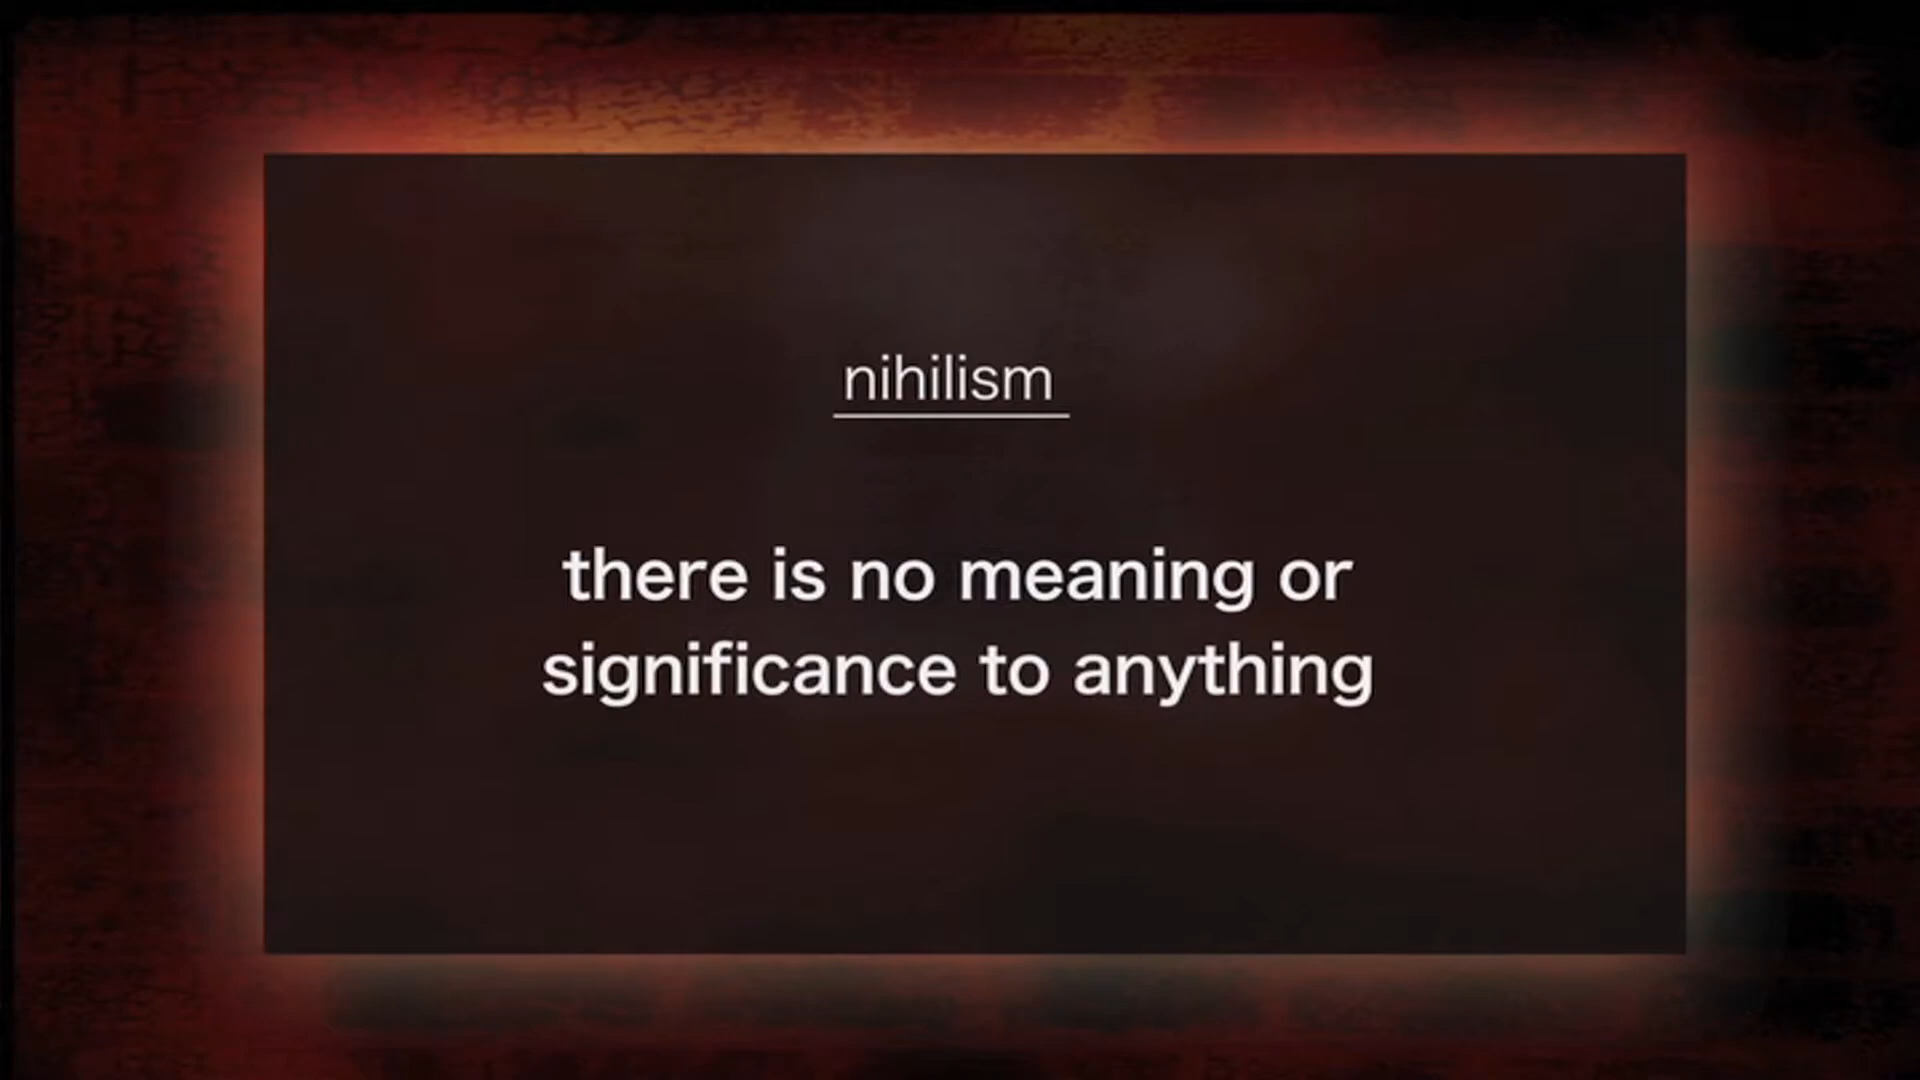 nihilism
there is no meaning or
significance to anything